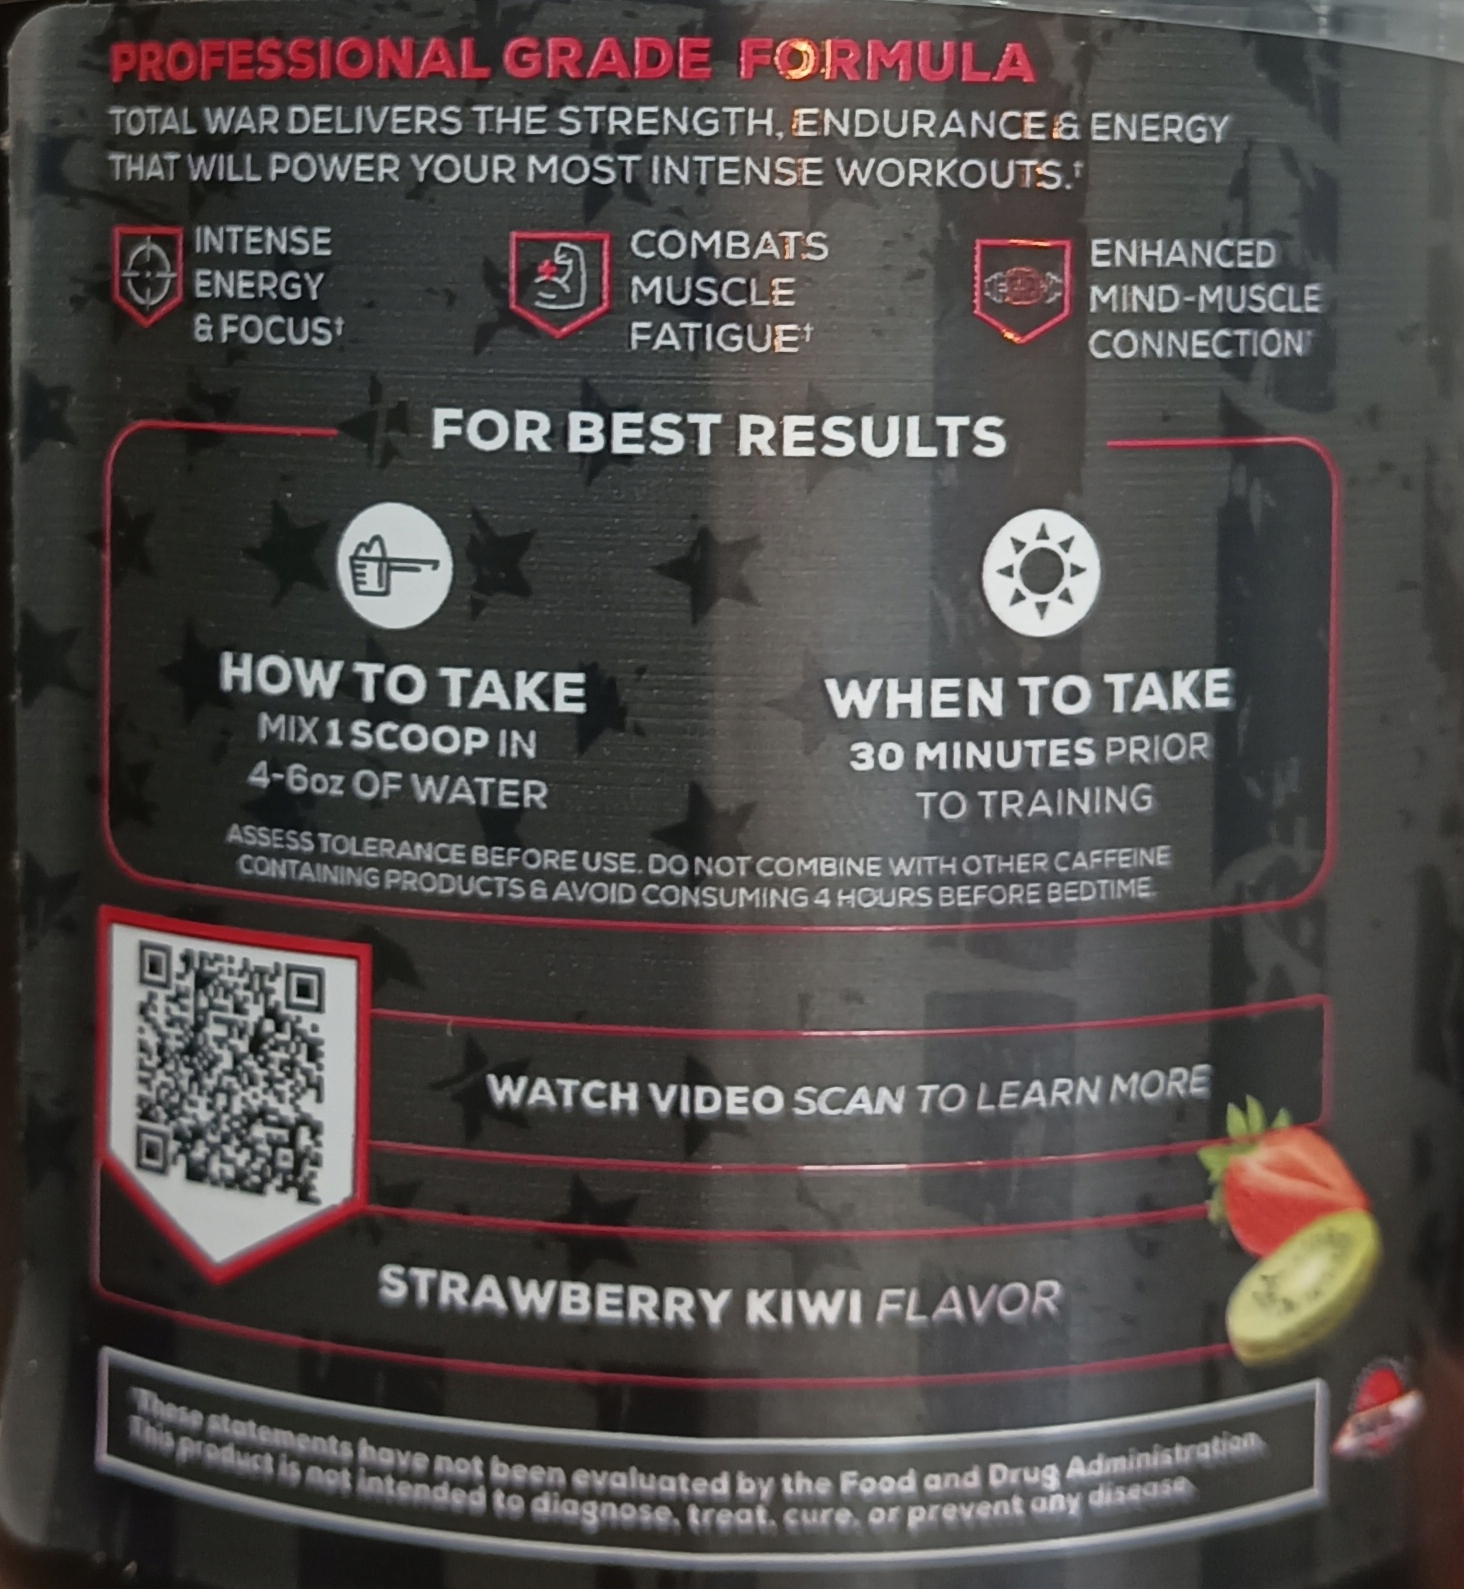 PROFESSIONAL GRADE FORMULA
TOTAL WAR DELIVERS THE STRENGTH, ENDURANCE & ENERGY
THAT WILL POWER YOUR MOST INTENSE WORKOUTS.†
INTENSE
ENERGY
& FOCUS†
COMBATS
MUSCLE
FATIGUE†
ENHANCED
MIND-MUSCLE
CONNECTION†
FOR BEST RESULTS
HOW TO TAKE
MIX 1 SCOOP IN
4-6oz OF WATER
WHEN TO TAKE
30 MINUTES PRIOR
TO TRAINING
ASSESS TOLERANCE BEFORE USE. DO NOT COMBINE WITH OTHER CAFFEINE
CONTAINING PRODUCTS & AVOID CONSUMING 4 HOURS BEFORE BEDTIME.
WATCH VIDEO SCAN TO LEARN MORE
STRAWBERRY KIWI FLAVOR
†These statements have not been evaluated by the Food and Drug Administration.
This product is not intended to diagnose, treat, cure, or prevent any disease.